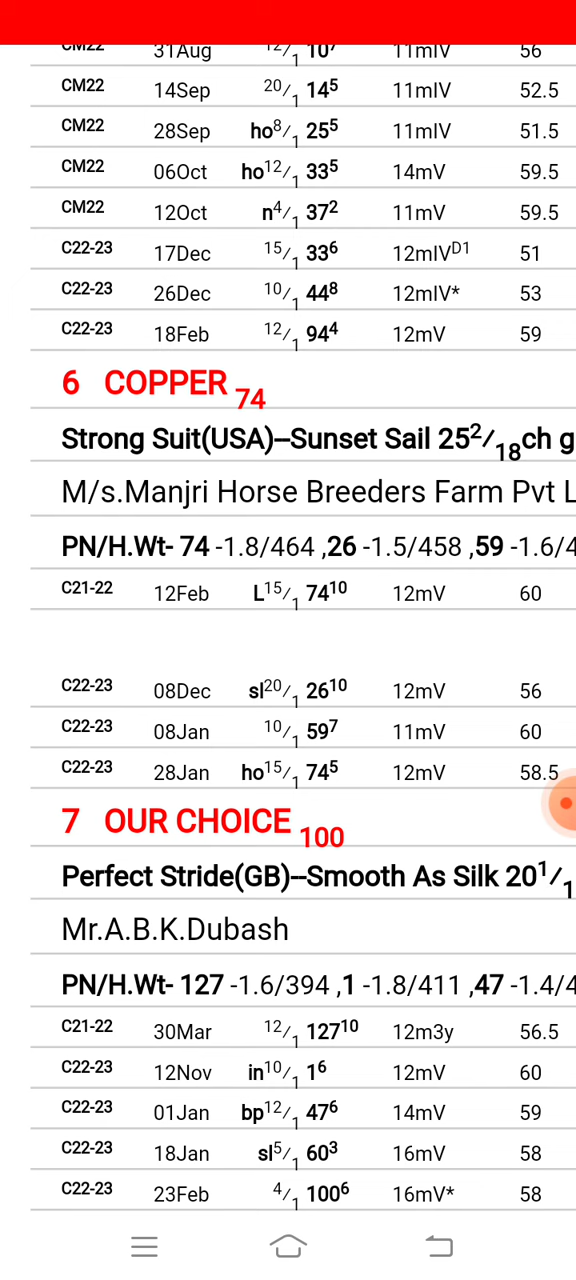 CM22 31Aug 12/1 10⁷ 11mIV 56
CM22 14Sep 20/1 14⁵ 11mIV 52.5
CM22 28Sep ho8/1 25⁵ 11mIV 51.5
CM22 06Oct ho12/1 33⁵ 14mV 59.5
CM22 12Oct n4/1 37² 11mV 59.5
C22-23 17Dec 15/1 33⁶ 12mIVD1 51
C22-23 26Dec 10/1 44⁸ 12mIV* 53
C22-23 18Feb 12/1 94⁴ 12mV 59
6 COPPER 74
Strong Suit(USA)--Sunset Sail 25²/18ch g
M/s.Manjri Horse Breeders Farm Pvt L
PN/H.Wt- 74 -1.8/464 ,26 -1.5/458 ,59 -1.6/4
C21-22 12Feb L15/1 74¹⁰ 12mV 60
C22-23 08Dec sl20/1 26¹⁰ 12mV 56
C22-23 08Jan 10/1 59⁷ 11mV 60
C22-23 28Jan ho15/1 74⁵ 12mV 58.5
7 OUR CHOICE 100
Perfect Stride(GB)--Smooth As Silk 20¹/1
Mr.A.B.K.Dubash
PN/H.Wt- 127 -1.6/394 ,1 -1.8/411 ,47 -1.4/4
C21-22 30Mar 12/1 127¹⁰ 12m3y 56.5
C22-23 12Nov in10/1 1⁶ 12mV 60
C22-23 01Jan bp12/1 47⁶ 14mV 59
C22-23 18Jan sl5/1 60³ 16mV 58
C22-23 23Feb 4/1 100⁶ 16mV* 58